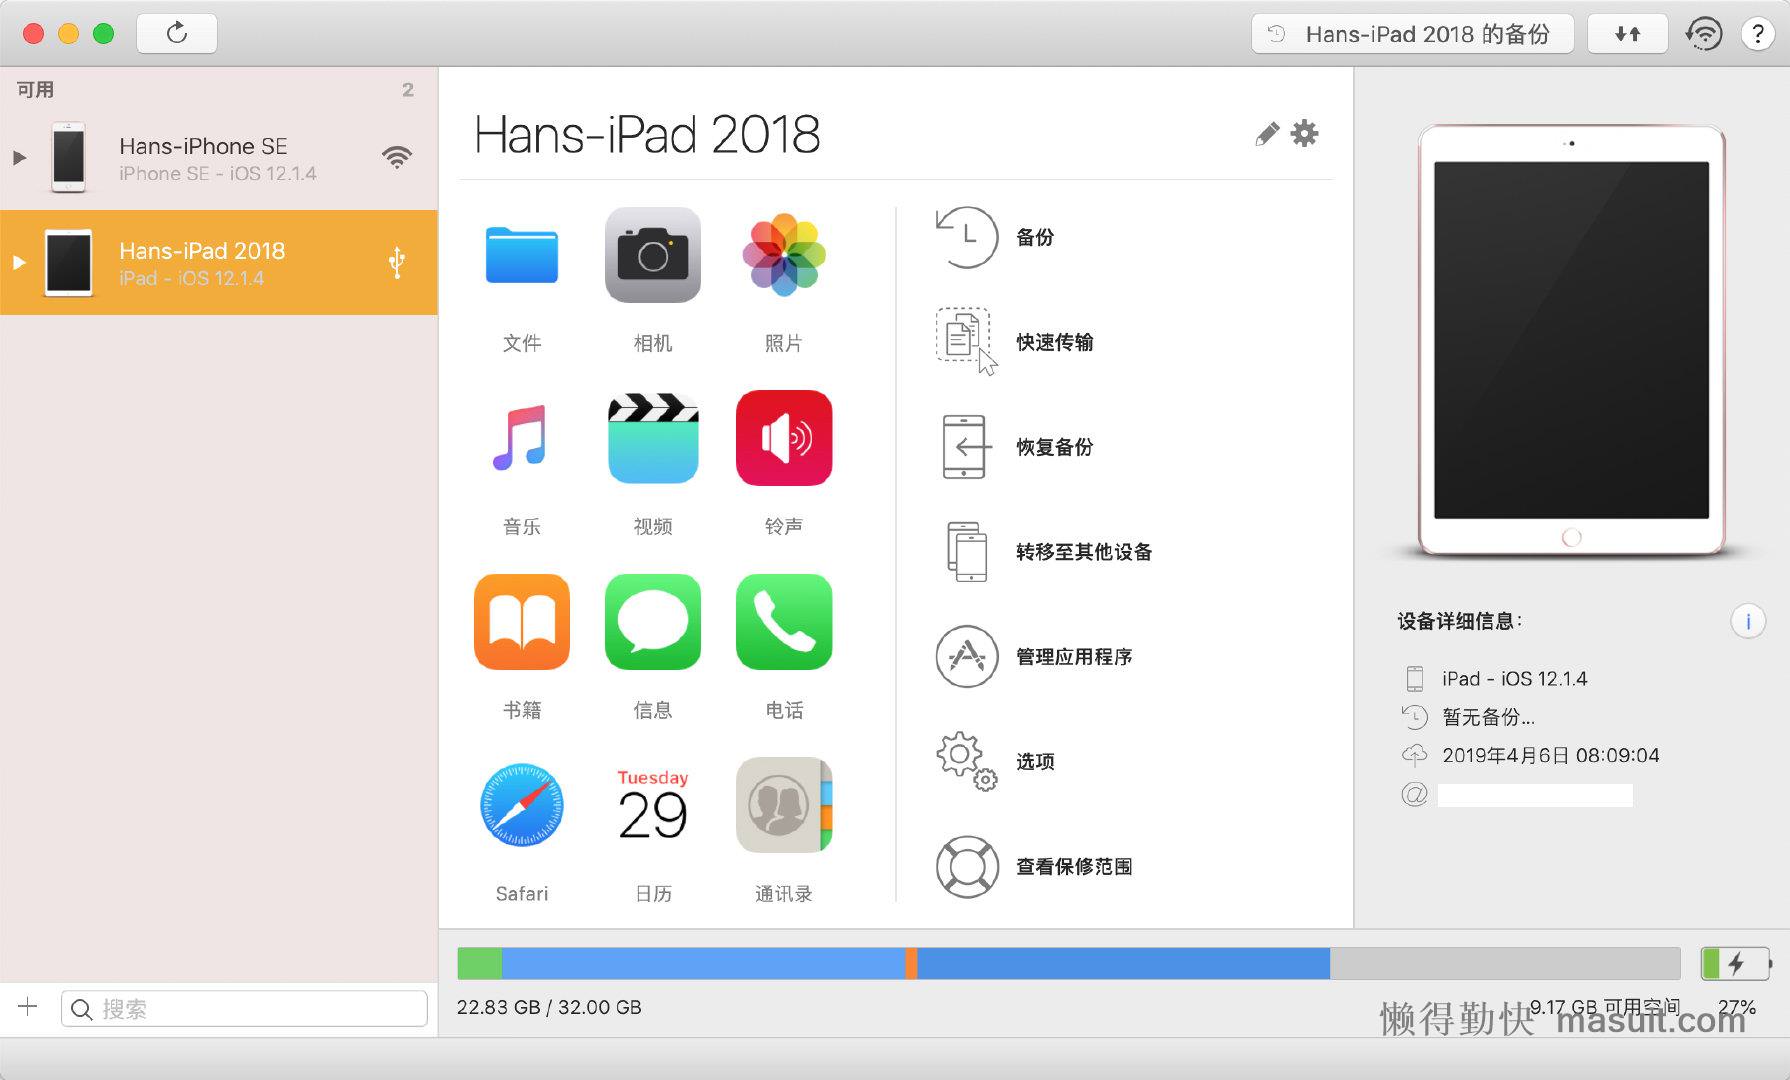 Hans-iPad 2018 的备份
?
可用
2
Hans-iPhone SE
iPhone SE - iOS 12.1.4
Hans-iPad 2018
iPad - iOS 12.1.4
搜索
Hans-iPad 2018
文件
相机
照片
音乐
视频
铃声
书籍
信息
电话
Safari
Tuesday
29
日历
通讯录
备份
快速传输
恢复备份
转移至其他设备
管理应用程序
选项
查看保修范围
设备详细信息:
i
iPad - iOS 12.1.4
暂无备份...
2019年4月6日 08:09:04
@
22.83 GB / 32.00 GB
9.17 GB 可用空间
27%
懒得勤快 masuit.com